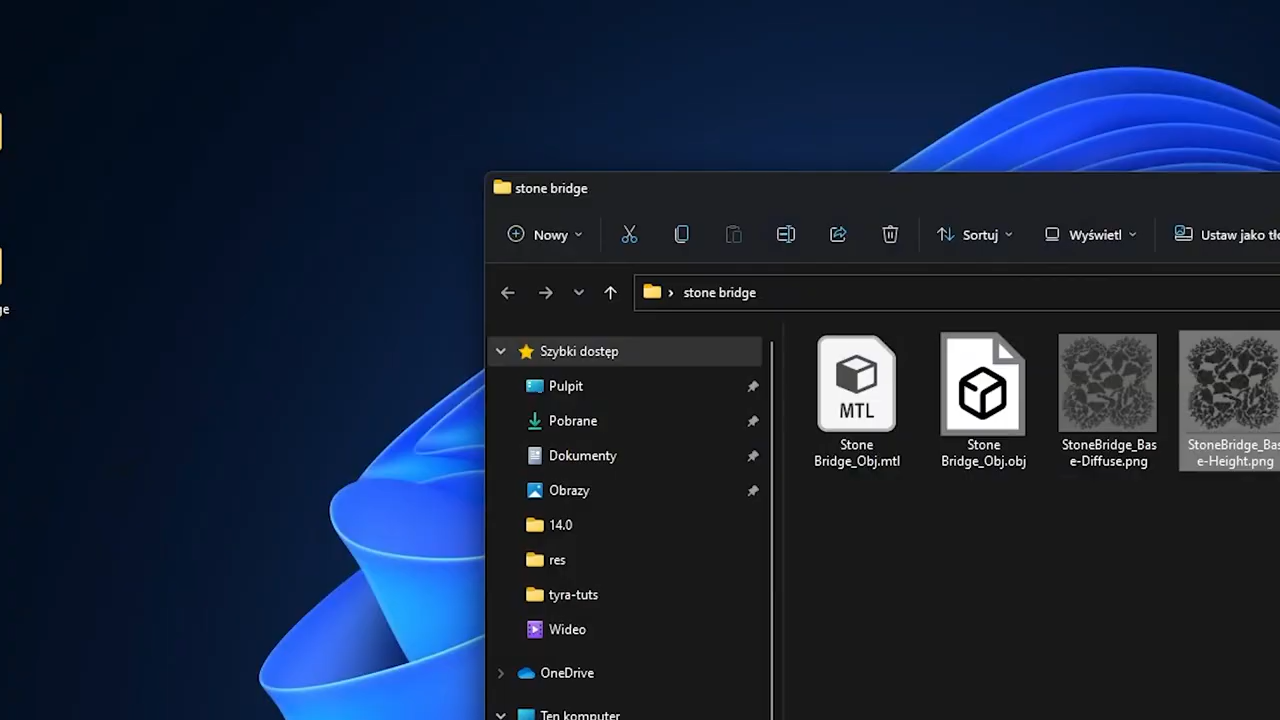 ge
stone bridge
Nowy
Sortuj
Wyświetl
Ustaw jako tło
stone bridge
Szybki dostęp
Pulpit
Pobrane
Dokumenty
Obrazy
14.0
res
tyra-tuts
Wideo
OneDrive
Ten komputer
MTL
Stone
Bridge_Obj.mtl
Stone
Bridge_Obj.obj
StoneBridge_Bas
e-Diffuse.png
StoneBridge_Bas
e-Height.png